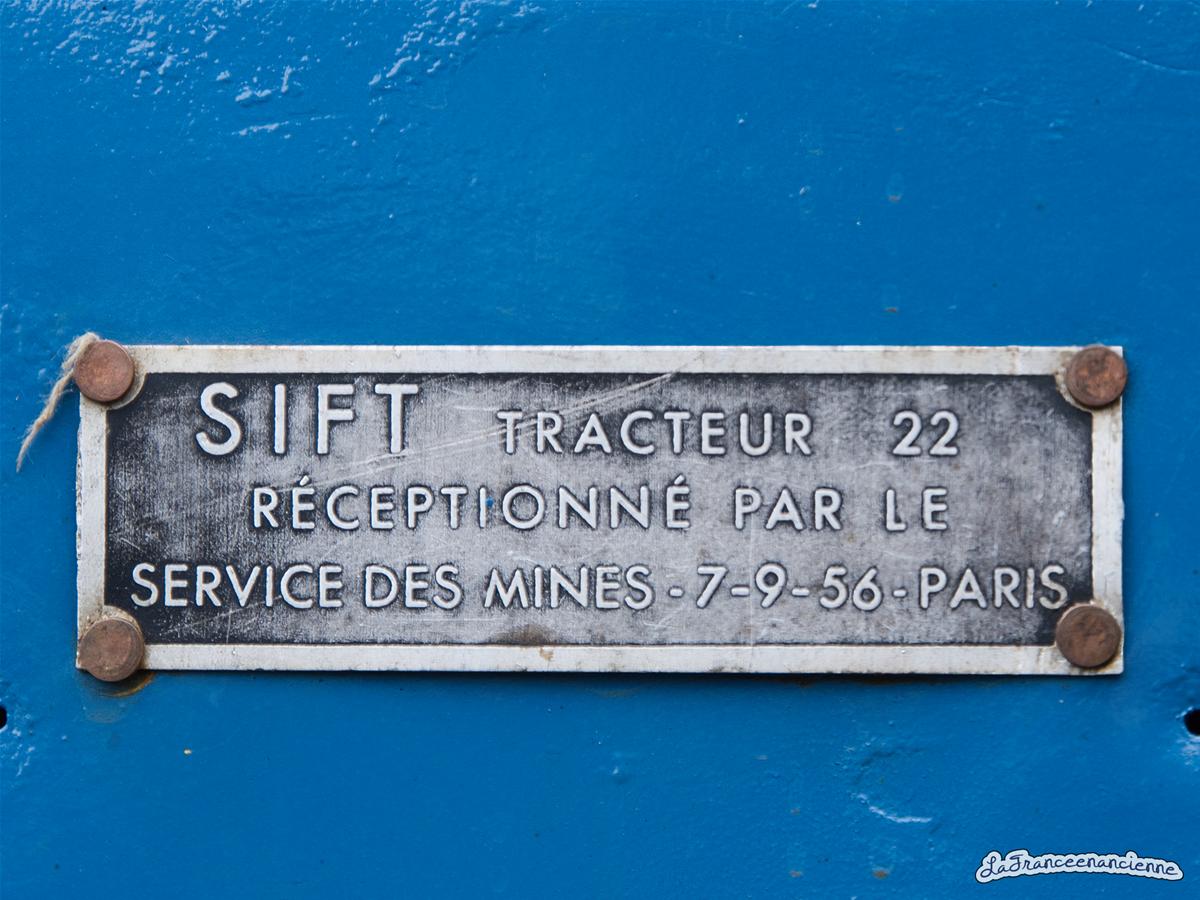 SIFT TRACTEUR 22
RÉCEPTIONNÉ PAR LE
SERVICE DES MINES - 7-9-56 - PARIS
LaFranceenancienne